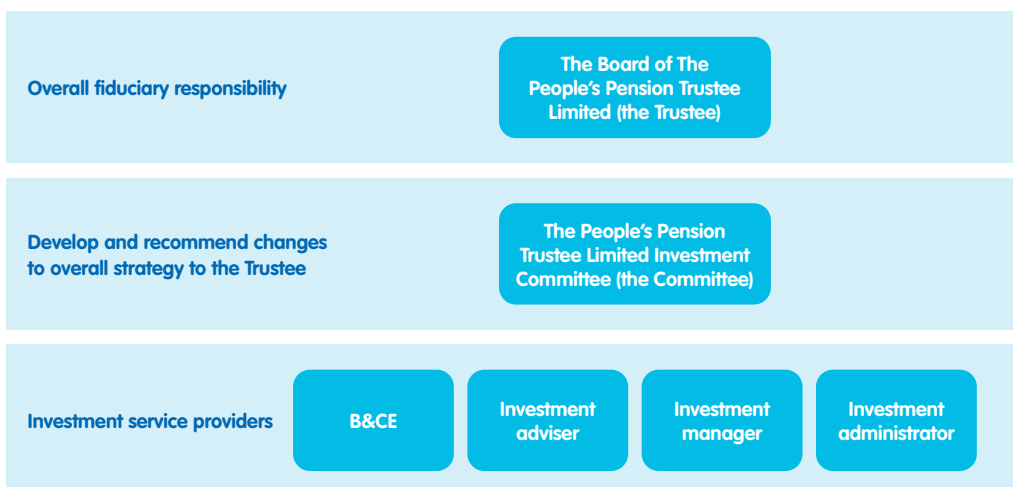 Overall fiduciary responsibility
The Board of The
People’s Pension Trustee
Limited (the Trustee)
Develop and recommend changes
to overall strategy to the Trustee
The People’s Pension
Trustee Limited Investment
Committee (the Committee)
Investment service providers
B&CE
Investment
adviser
Investment
manager
Investment
administrator